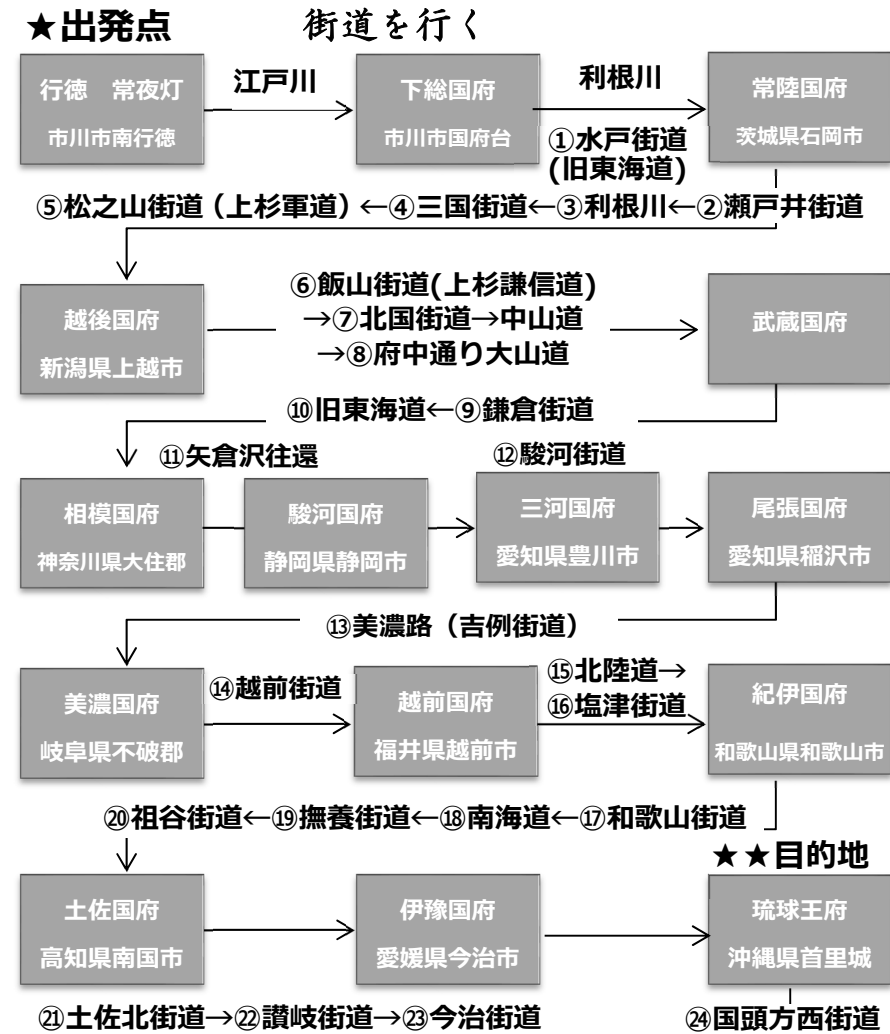 ★出発点
街道を行く
行徳　常夜灯
市川市南行徳
江戸川
下総国府
市川市国府台
利根川
①水戸街道
(旧東海道)
常陸国府
茨城県石岡市
⑤松之山街道（上杉軍道）←④三国街道←③利根川←②瀬戸井街道
越後国府
新潟県上越市
⑥飯山街道(上杉謙信道)
→⑦北国街道→中山道
→⑧府中通り大山道
武蔵国府
⑩旧東海道←⑨鎌倉街道
⑪矢倉沢往還
⑫駿河街道
相模国府
神奈川県大住郡
駿河国府
静岡県静岡市
三河国府
愛知県豊川市
尾張国府
愛知県稲沢市
⑬美濃路（吉例街道）
美濃国府
岐阜県不破郡
⑭越前街道
越前国府
福井県越前市
⑮北陸道→
⑯塩津街道
紀伊国府
和歌山県和歌山市
⑳祖谷街道←⑲撫養街道←⑱南海道←⑰和歌山街道
★★目的地
土佐国府
高知県南国市
伊豫国府
愛媛県今治市
琉球王府
沖縄県首里城
㉑土佐北街道→㉒讃岐街道→㉓今治街道
㉔国頭方西街道